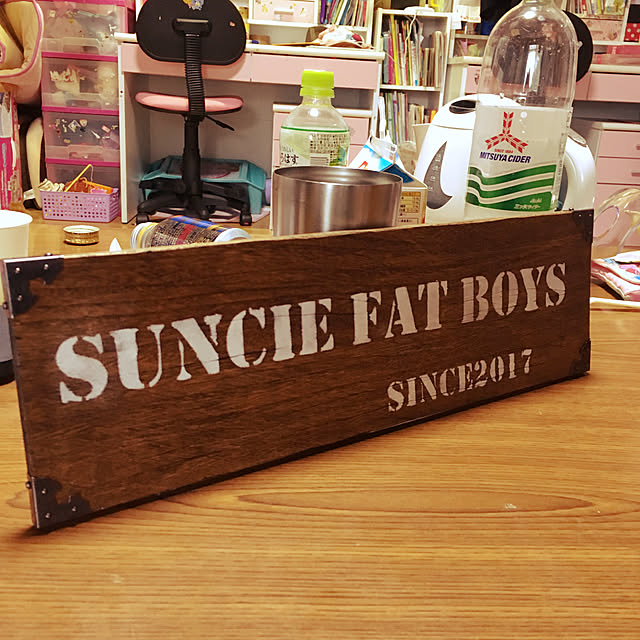 SUNCIE FAT BOYS
SINCE2017
MITSUYA CIDER